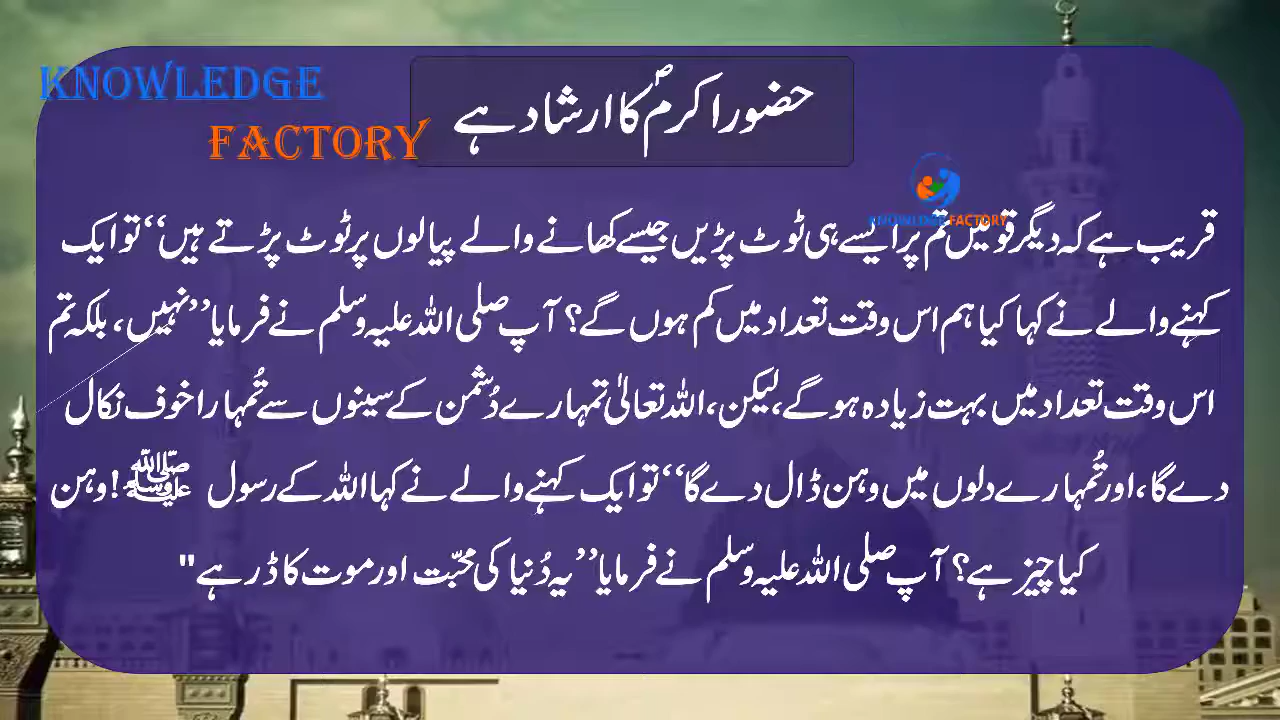 KNOWLEDGE
FACTORY
حضور اکرمؐ کا ارشاد ہے
KNOWLEDGE FACTORY
قریب ہے کہ دیگر قومیں تم پر ایسے ہی ٹوٹ پڑیں جیسے کھانے والے پیالوں پر ٹوٹ پڑتے ہیں‘‘ تو ایک
کہنے والے نے کہا کیا ہم اس وقت تعداد میں کم ہوں گے؟ آپ صلی اللہ علیہ وسلم نے فرمایا’’ نہیں، بلکہ تم
اس وقت تعداد میں بہت زیادہ ہو گے، لیکن، اللہ تعالیٰ تمہارے دُشمن کے سینوں سے تُمہارا خوف نکال
دے گا، اور تُمہارے دلوں میں وہن ڈال دے گا‘‘ تو ایک کہنے والے نے کہا اللہ کے رسول ﷺ! وہن
کیا چیز ہے؟ آپ صلی اللہ علیہ وسلم نے فرمایا’’ یہ دُنیا کی محبّت اور موت کا ڈر ہے"